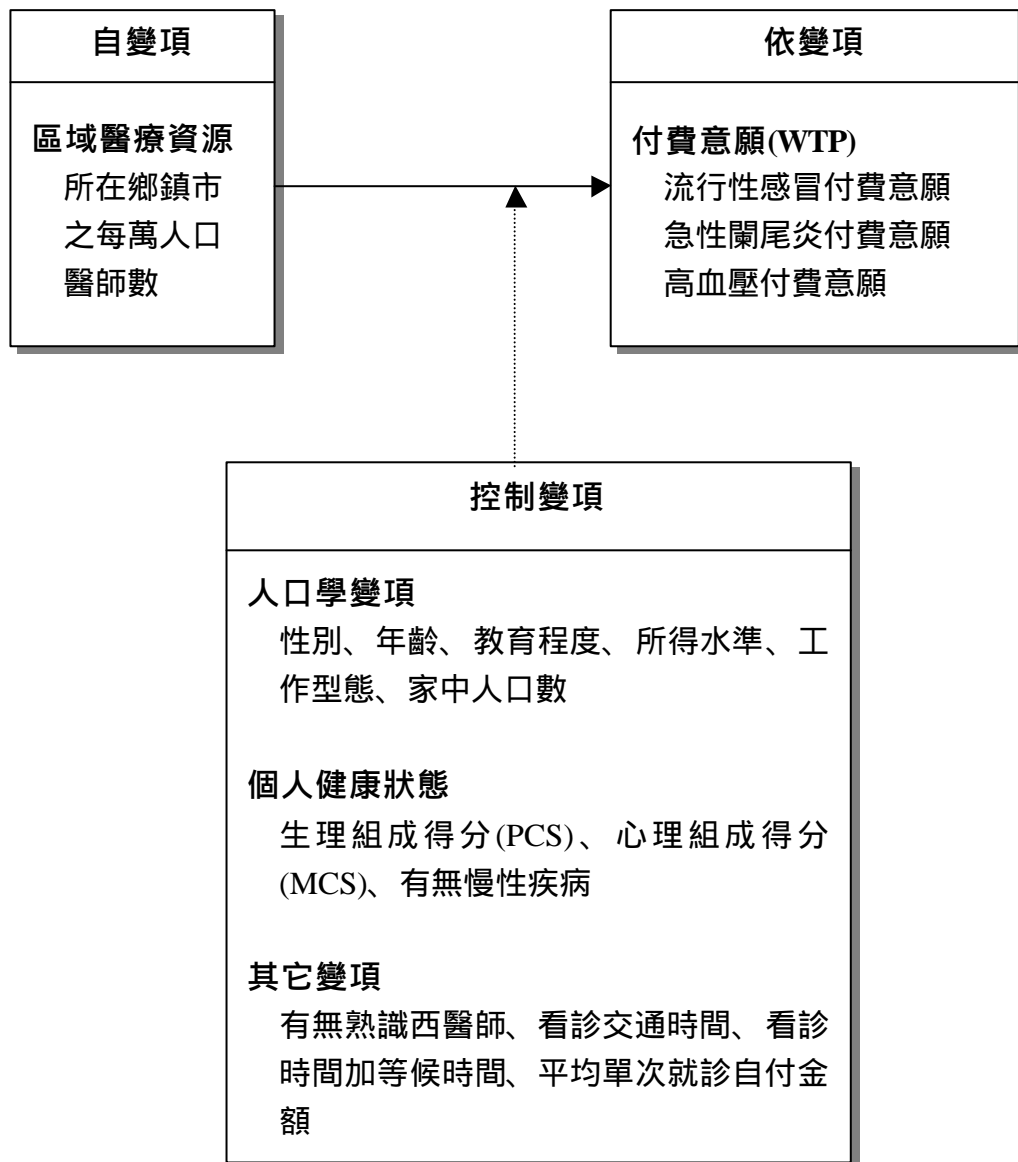 自變項
區域醫療資源
所在鄉鎮市
之每萬人口
醫師數
依變項
付費意願(WTP)
流行性感冒付費意願
急性闌尾炎付費意願
高血壓付費意願
控制變項
人口學變項
性別、年齡、教育程度、所得水準、工
作型態、家中人口數
個人健康狀態
生理組成得分(PCS)、心理組成得分
(MCS)、有無慢性疾病
其它變項
有無熟識西醫師、看診交通時間、看診
時間加等候時間、平均單次就診自付金
額